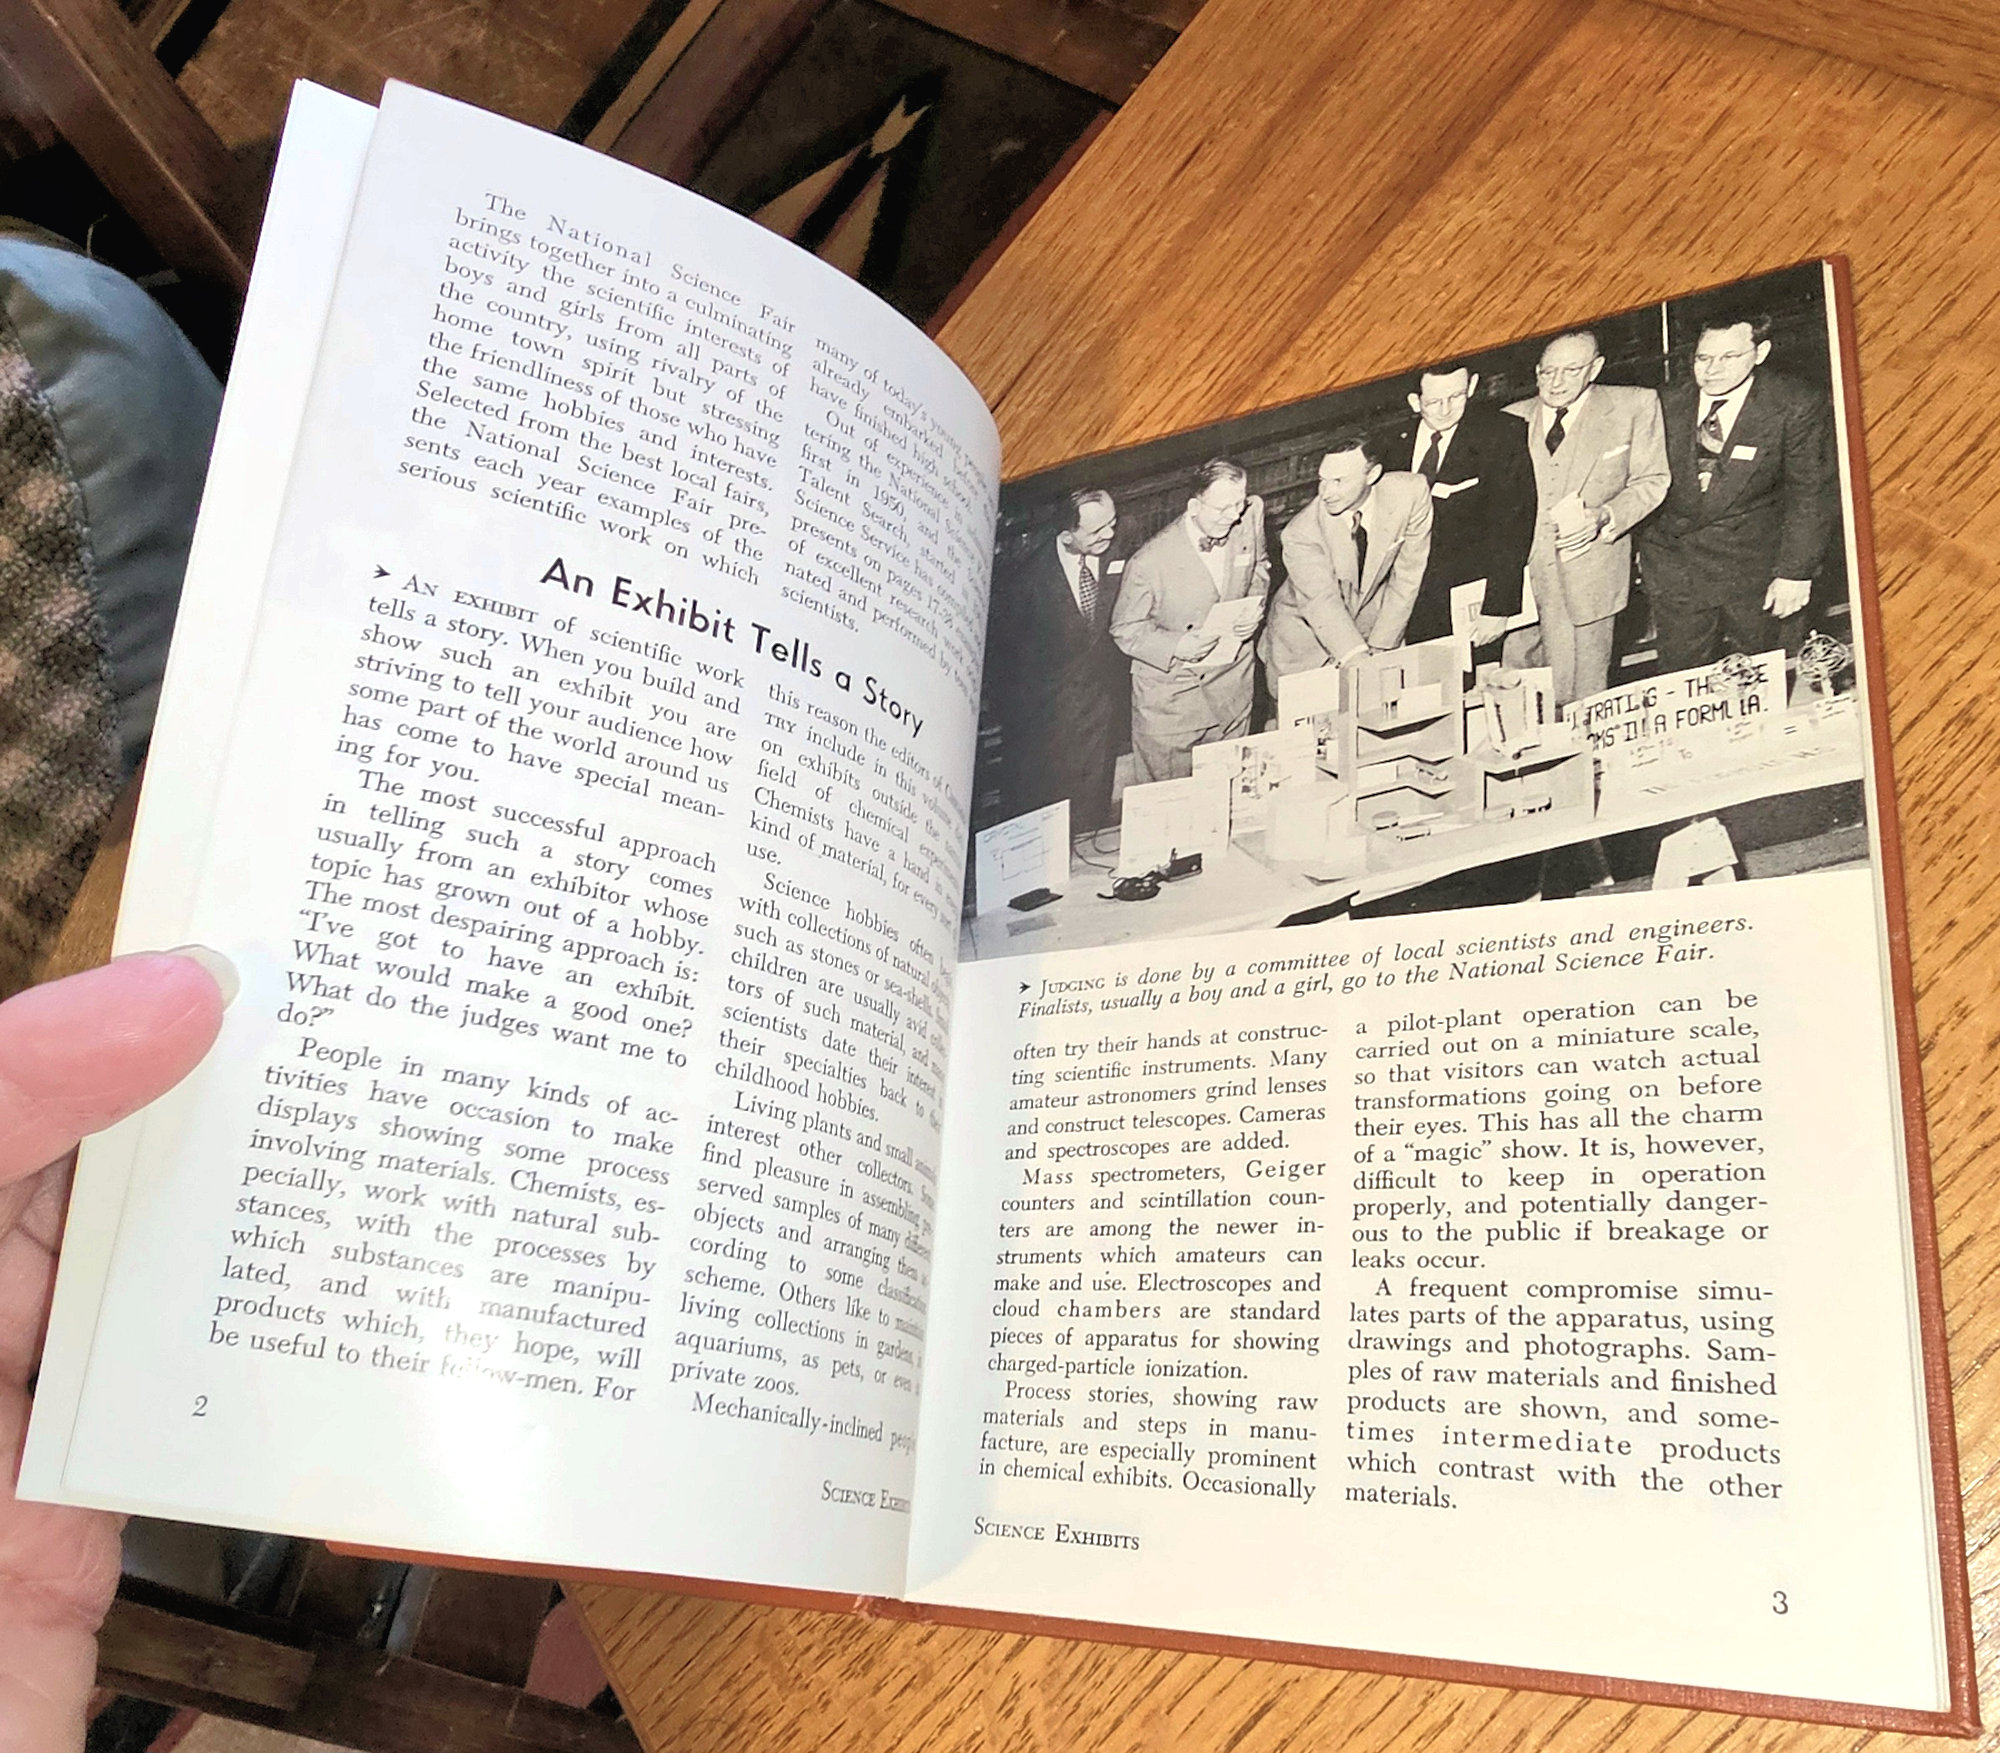 The National Science Fair
brings together into a culminating
activity the scientific interests of
boys and girls from all parts of
the country, using rivalry of the
home town spirit but stressing
the friendliness of those who have
the same hobbies and interests.
Selected from the best local fairs,
the National Science Fair pre-
sents each year examples of the
serious scientific work on which
many of today's young
already embarked before
have finished high school.
Out of experience in
tering the National Science
first in 1950, and the
Talent Search, started
Science Service has
presents on pages 17-
of excellent research work
nated and performed by
scientists.
An Exhibit Tells a Story
➤ AN EXHIBIT of scientific work
tells a story. When you build and
show such an exhibit you are
striving to tell your audience how
some part of the world around us
has come to have special mean-
ing for you.
The most successful approach
in telling such a story comes
usually from an exhibitor whose
topic has grown out of a hobby.
The most despairing approach is:
“I've got to have an exhibit.
What would make a good one?
What do the judges want me to
do?”
People in many kinds of ac-
tivities have occasion to make
displays showing some process
involving materials. Chemists, es-
pecially, work with natural sub-
stances, with the processes by
which substances are manipu-
lated, and with manufactured
products which, they hope, will
be useful to their fellow-men. For
this reason the editors of
TRY include in this volume
on exhibits outside the
field of chemical
Chemists have a hand in
kind of material, for every
use.
Science hobbies often
with collections of natural objects
such as stones or sea-shells.
children are usually avid
tors of such material, and many
scientists date their interest in
their specialties back to their
childhood hobbies.
Living plants and small
interest other collectors. Some
find pleasure in assembling
served samples of many different
objects and arranging them
cording to some classification
scheme. Others like to maintain
living collections in gardens,
aquariums, as pets, or even
private zoos.
Mechanically-inclined people
2
SCIENCE
TRATING - THE
IN A FORMULA.
➤ JUDGING is done by a committee of local scientists and engineers.
Finalists, usually a boy and a girl, go to the National Science Fair.
often try their hands at construc-
ting scientific instruments. Many
amateur astronomers grind lenses
and construct telescopes. Cameras
and spectroscopes are added.
Mass spectrometers, Geiger
counters and scintillation coun-
ters are among the newer in-
struments which amateurs can
make and use. Electroscopes and
cloud chambers are standard
pieces of apparatus for showing
charged-particle ionization.
Process stories, showing raw
materials and steps in manu-
facture, are especially prominent
in chemical exhibits. Occasionally
a pilot-plant operation can be
carried out on a miniature scale,
so that visitors can watch actual
transformations going on before
their eyes. This has all the charm
of a “magic” show. It is, however,
difficult to keep in operation
properly, and potentially danger-
ous to the public if breakage or
leaks occur.
A frequent compromise simu-
lates parts of the apparatus, using
drawings and photographs. Sam-
ples of raw materials and finished
products are shown, and some-
times intermediate products
which contrast with the other
materials.
SCIENCE EXHIBITS
3